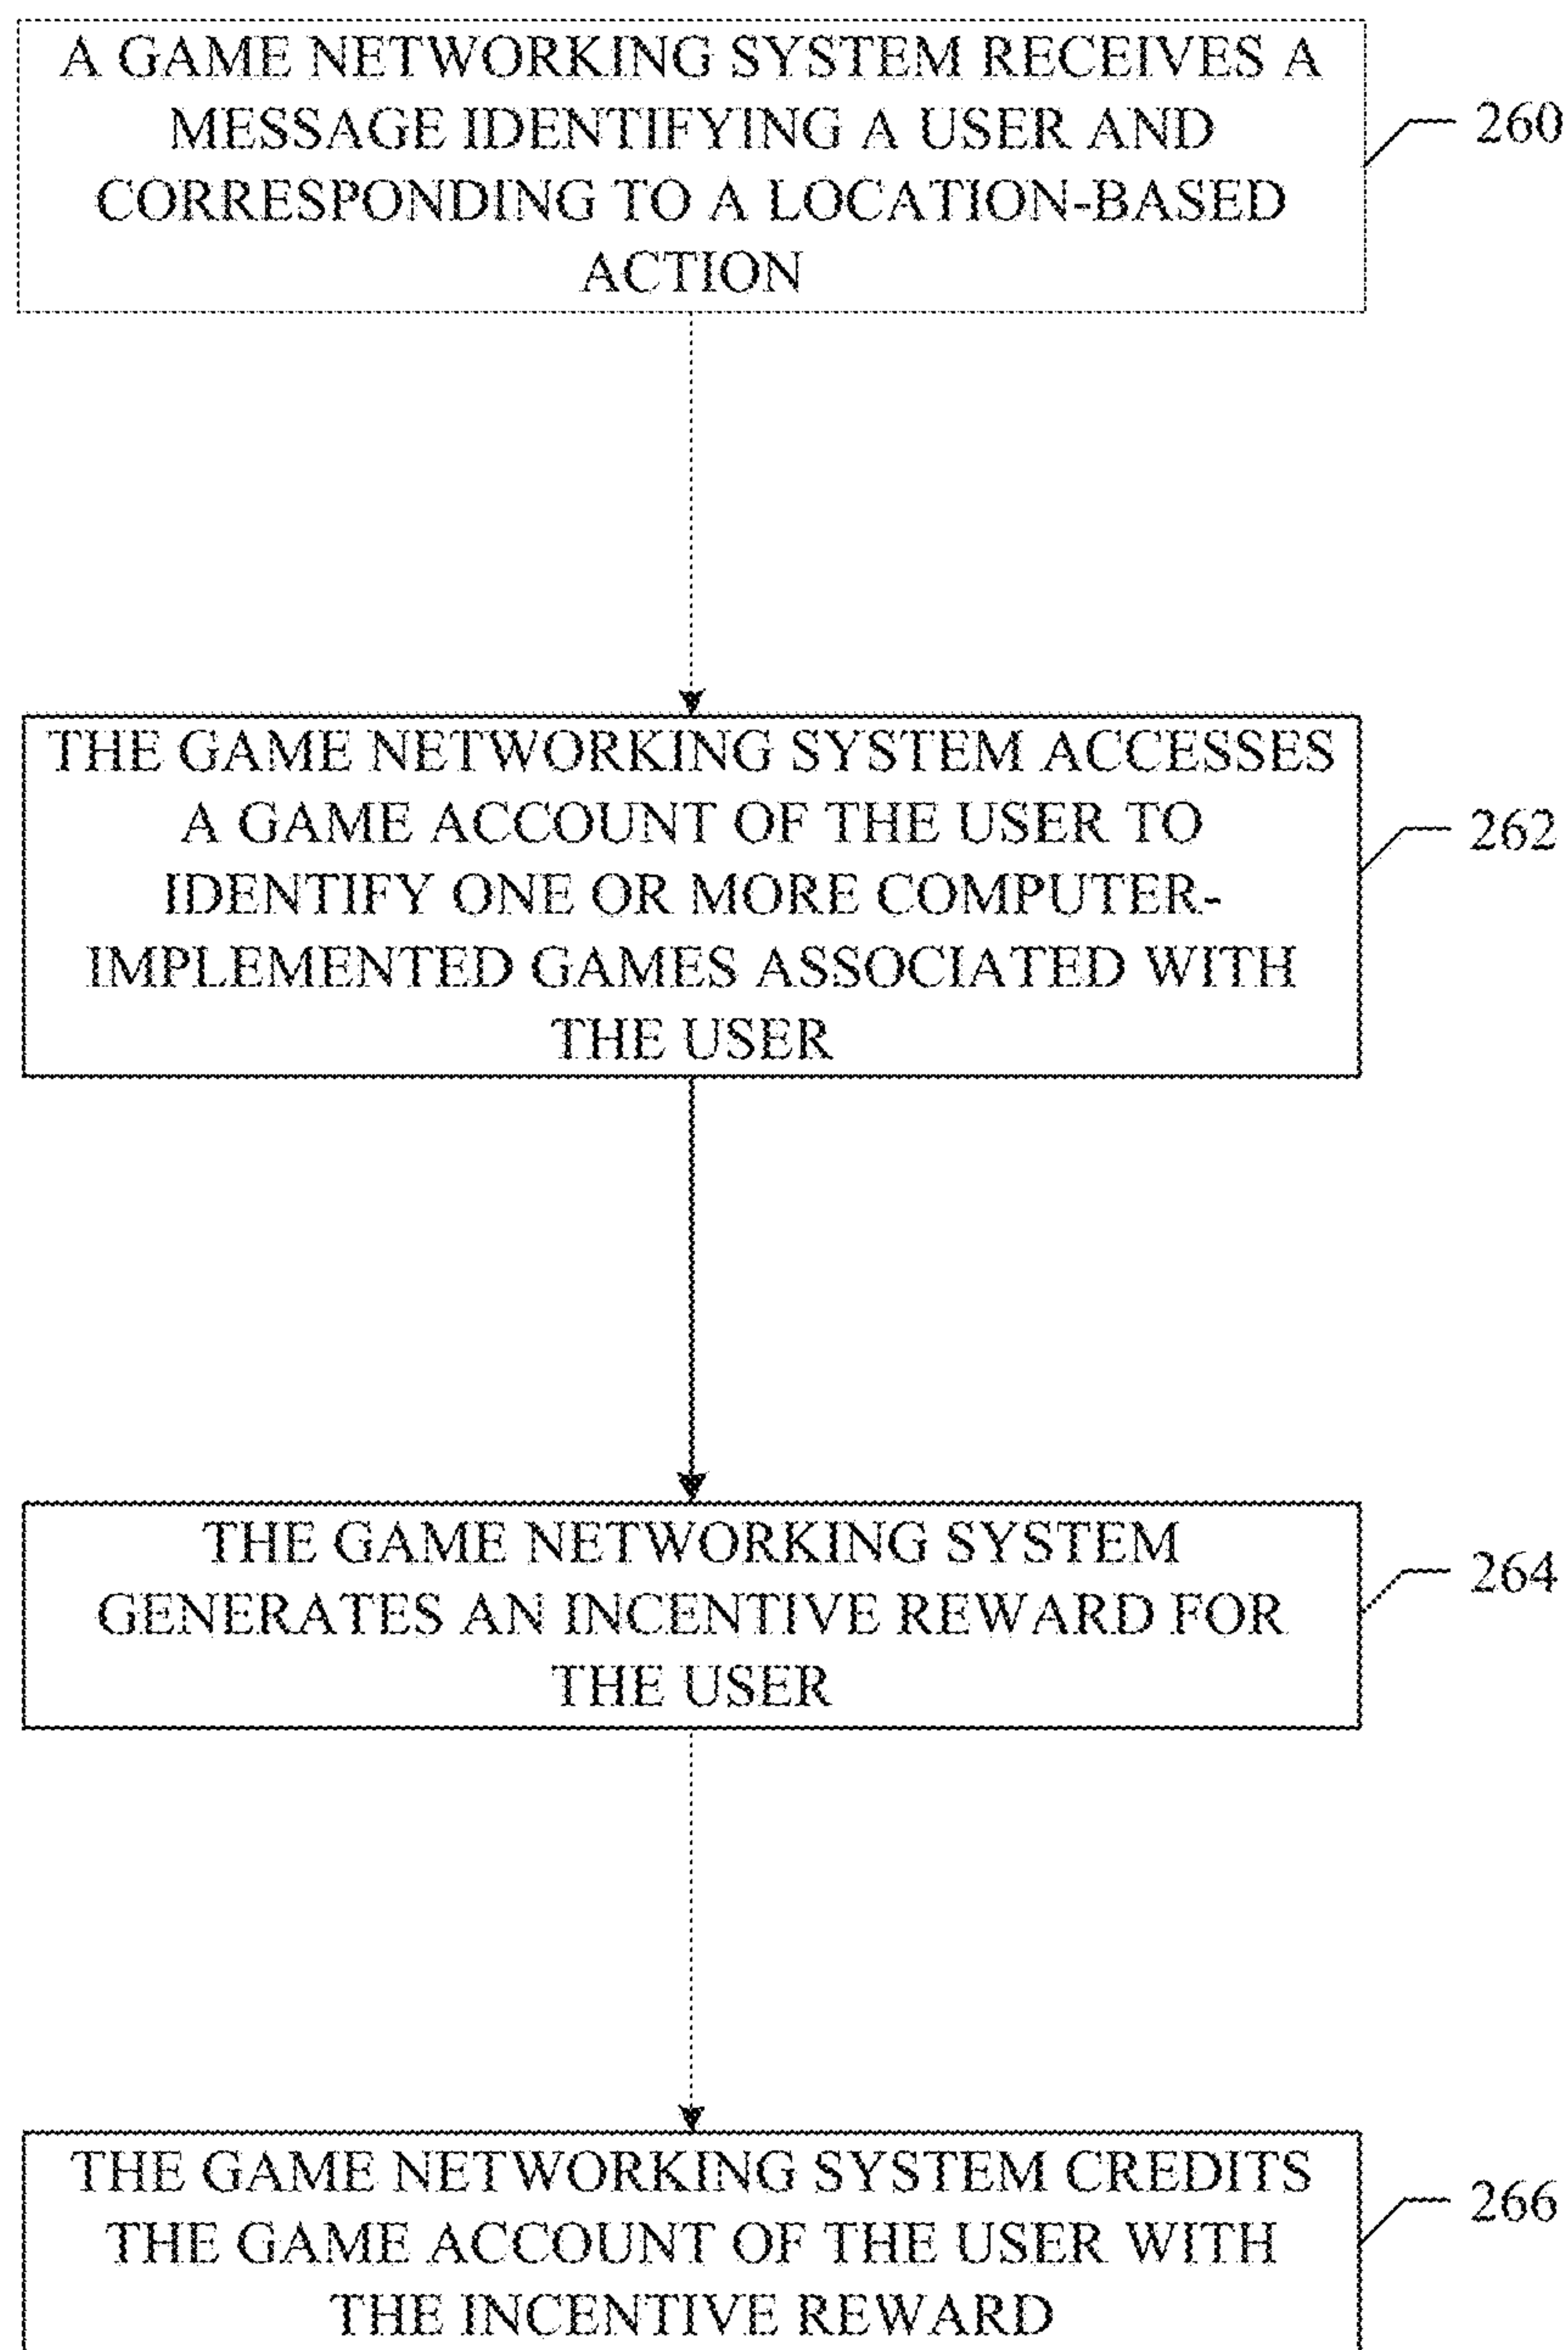 A GAME NETWORKING SYSTEM RECEIVES A
MESSAGE IDENTIFYING A USER AND
CORRESPONDING TO A LOCATION-BASED
ACTION
260
THE GAME NETWORKING SYSTEM ACCESSES
A GAME ACCOUNT OF THE USER TO
IDENTIFY ONE OR MORE COMPUTER-
IMPLEMENTED GAMES ASSOCIATED WITH
THE USER
262
THE GAME NETWORKING SYSTEM
GENERATES AN INCENTIVE REWARD FOR
THE USER
264
THE GAME NETWORKING SYSTEM CREDITS
THE GAME ACCOUNT OF THE USER WITH
THE INCENTIVE REWARD
266